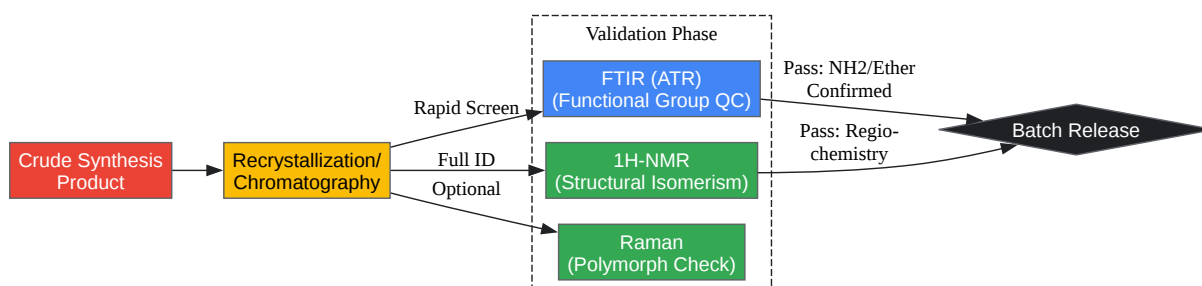 Validation Phase
Crude Synthesis
Product
Recrystallization/
Chromatography
Rapid Screen
Full ID
Optional
FTIR (ATR)
(Functional Group QC)
1H-NMR
(Structural Isomerism)
Raman
(Polymorph Check)
Pass: NH2/Ether
Confirmed
Pass: Regio-
chemistry
Batch Release